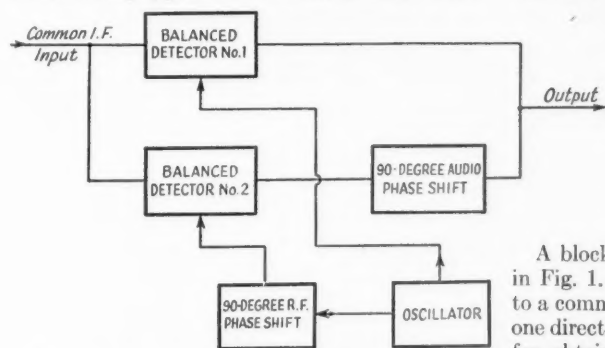 Common I.F.
Input
BALANCED
DETECTOR No.1
Output
BALANCED
DETECTOR No.2
90-DEGREE AUDIO
PHASE SHIFT
90-DEGREE R.F.
PHASE SHIFT
OSCILLATOR
A block
in Fig. 1.
to a comm
one direct